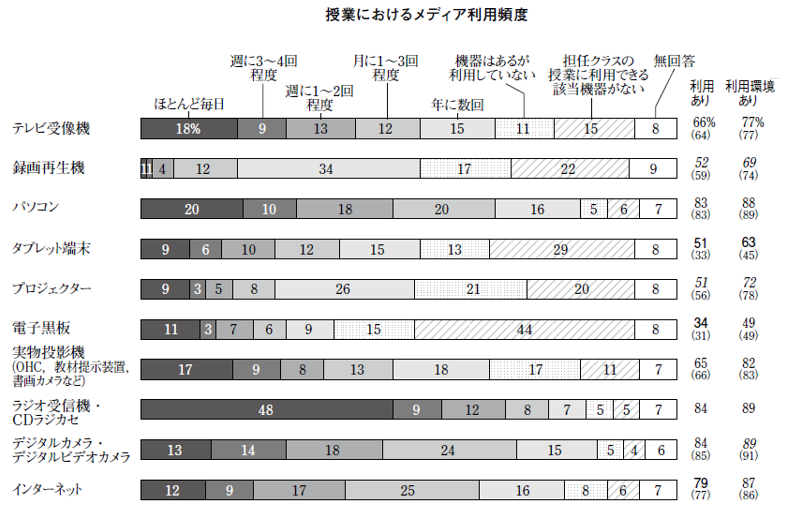 授業におけるメディア利用頻度
週に3〜4回
程度
月に1〜3回
程度
機器はあるが
利用していない
担任クラスの
授業に利用できる
該当機器がない
無回答
ほとんど毎日
週に1〜2回
程度
年に数回
利用
あり
利用環境
あり
テレビ受像機 18% 9 13 12 15 11 15 8 66% 77%
(64) (77)
録画再生機 1 1 4 12 34 17 22 9 52 69
(59) (74)
パソコン 20 10 18 20 16 5 6 7 83 88
(83) (89)
タブレット端末 9 6 10 12 15 13 29 8 51 63
(33) (45)
プロジェクター 9 3 5 8 26 21 20 8 51 72
(56) (78)
電子黒板 11 3 7 6 9 15 44 8 34 49
(31) (49)
実物投影機
(OHC，教材提示装置，
書画カメラなど) 17 9 8 13 18 17 11 7 65 82
(66) (83)
ラジオ受信機・
CDラジカセ 48 9 12 8 7 5 5 7 84 89
デジタルカメラ・
デジタルビデオカメラ 13 14 18 24 15 5 4 6 84 89
(85) (91)
インターネット 12 9 17 25 16 8 6 7 79 87
(77) (86)